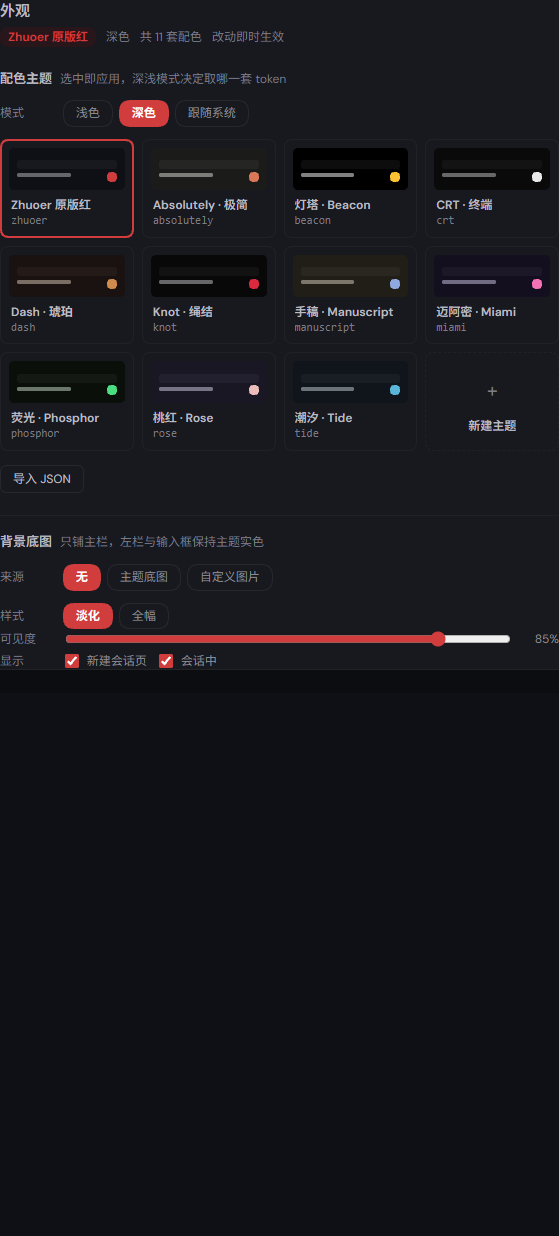 外观
Zhuoer 原版红 深色 共 11 套配色 改动即时生效
配色主题 选中即应用，深浅模式决定取哪一套 token
模式 浅色 深色 跟随系统
Zhuoer 原版红 Absolutely · 极简 灯塔 · Beacon CRT · 终端
zhuoer absolutely beacon crt
Dash · 琥珀 Knot · 绳结 手稿 · Manuscript 迈阿密 · Miami
dash knot manuscript miami
荧光 · Phosphor 桃红 · Rose 潮汐 · Tide +
phosphor rose tide 新建主题
导入 JSON
背景底图 只铺主栏，左栏与输入框保持主题实色
来源 无 主题底图 自定义图片
样式 淡化 全幅
可见度 85%
显示 新建会话页 会话中